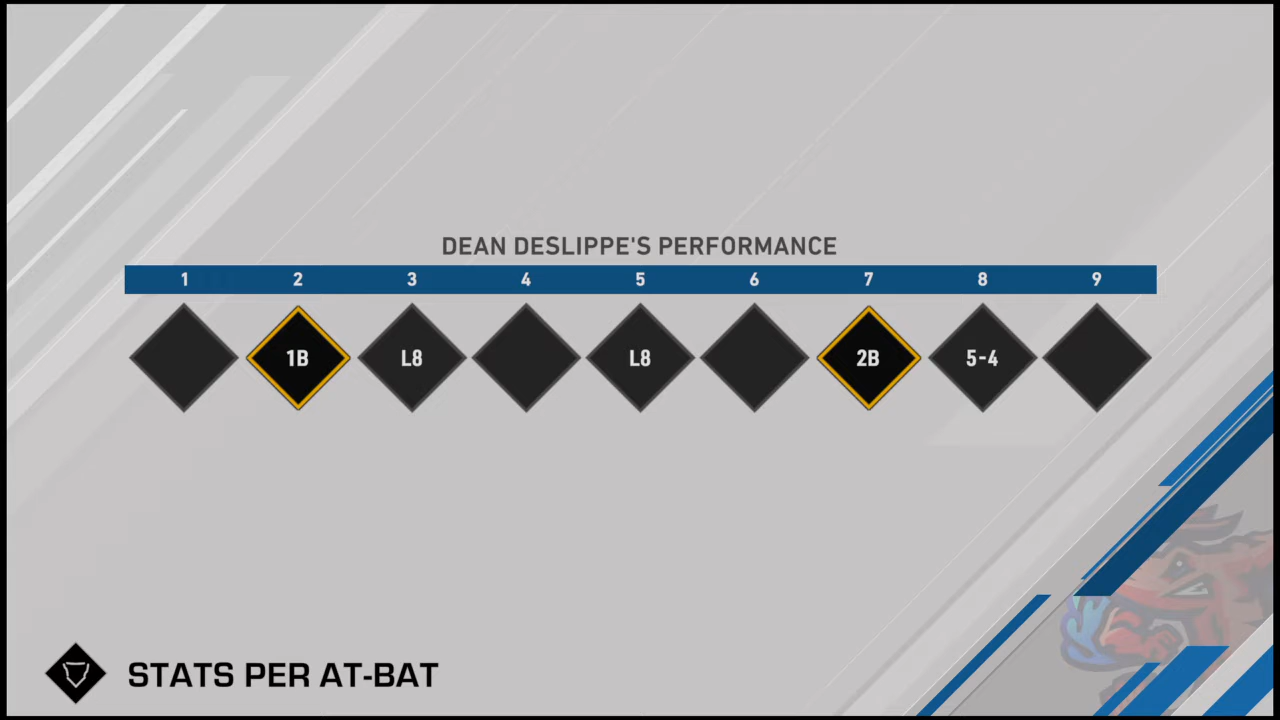 DEAN DESLIPPE'S PERFORMANCE
1 2 3 4 5 6 7 8 9
1B L8 L8 2B 5-4
STATS PER AT-BAT